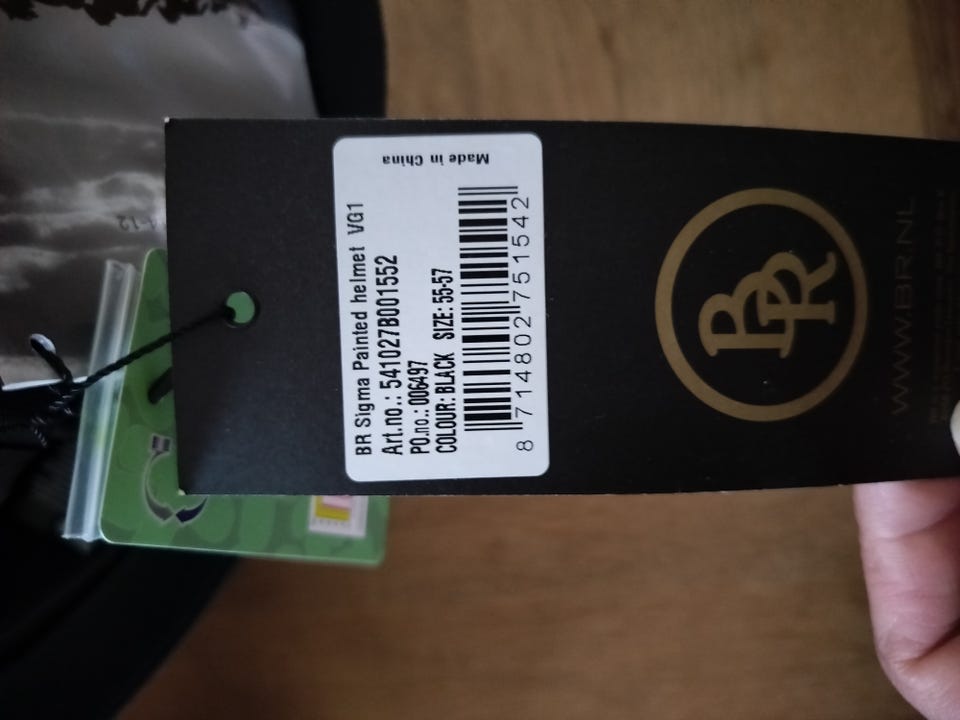 BR Sigma Painted helmet VG1
Art.no.: 541027B001552
PO.no.: 006497
COLOUR: BLACK SIZE: 55-57
8 714802 751542
Made in China
BR
WWW.BR.NL